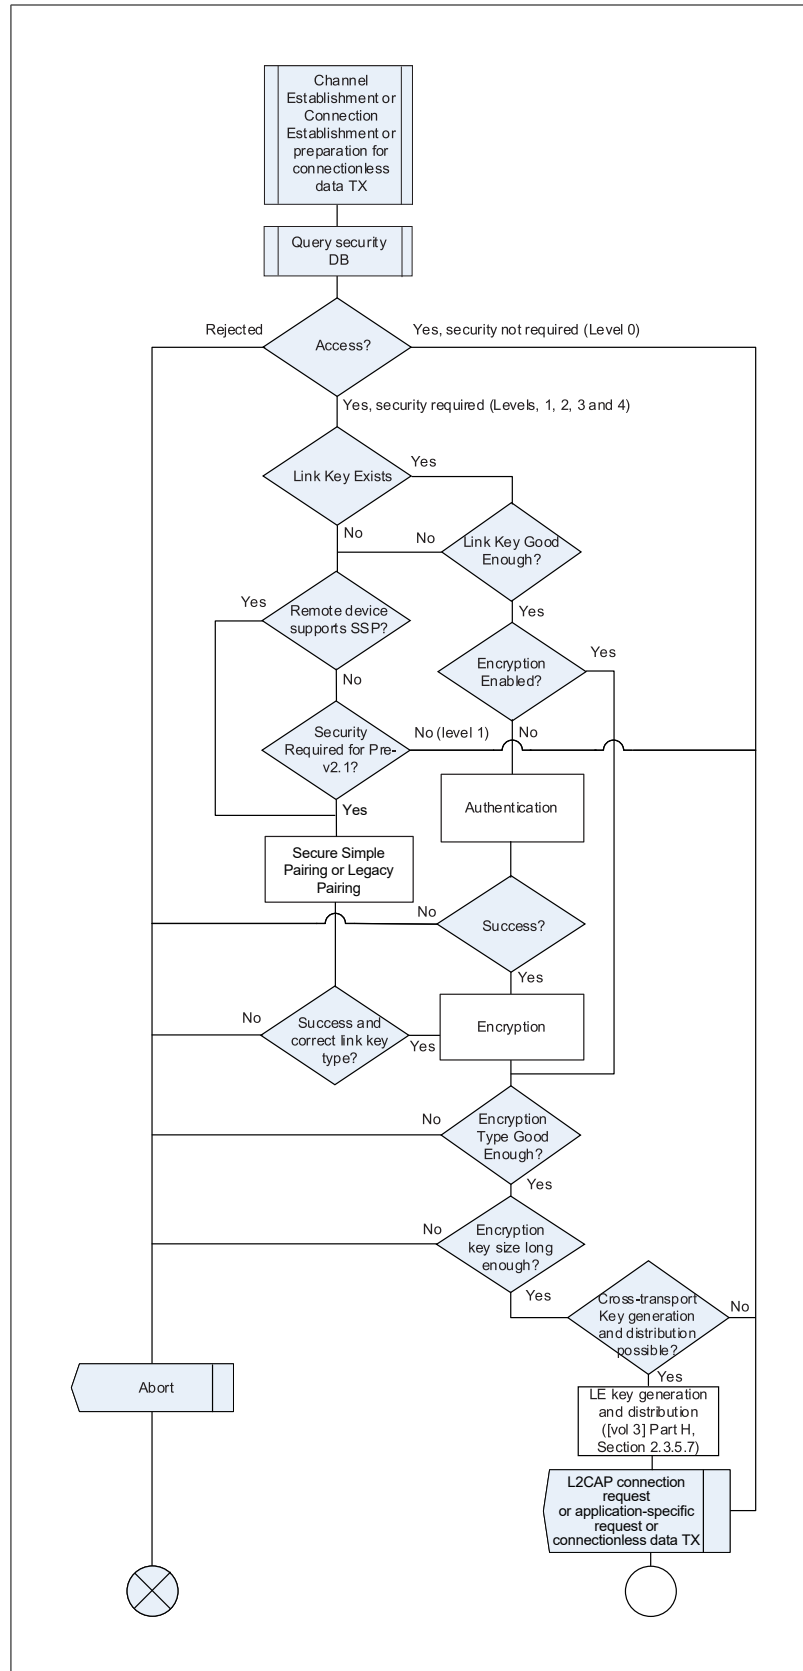 Channel
Establishment or
Connection
Establishment or
preparation for
connectionless
data TX
Query security
DB
Rejected
Yes, security not required (Level 0)
Access?
Yes, security required (Levels, 1, 2, 3 and 4)
Link Key Exists
Yes
No
No
Link Key Good
Enough?
Yes
Yes
Remote device
supports SSP?
No
Encryption
Enabled?
Yes
No
Security
Required for Pre-
v2.1?
No (level 1)
Yes
Authentication
Secure Simple
Pairing or Legacy
Pairing
No
Success?
Yes
No
Success and
correct link key
type?
Yes
Encryption
No
Encryption
Type Good
Enough?
Yes
No
Encryption
key size long
enough?
Yes
Cross-transport
Key generation
and distribution
possible?
No
Yes
Abort
LE key generation
and distribution
([vol 3] Part H,
Section 2.3.5.7)
L2CAP connection
request
or application-specific
request or
connectionless data TX